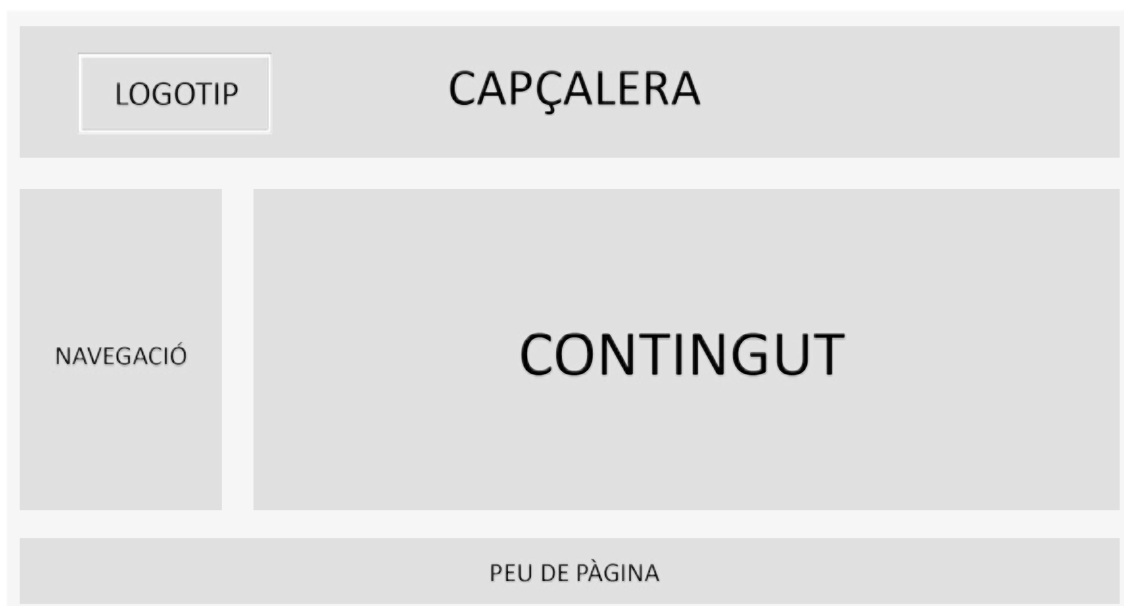 LOGOTIP
CAPÇALERA
NAVEGACIÓ
CONTINGUT
PEU DE PÀGINA